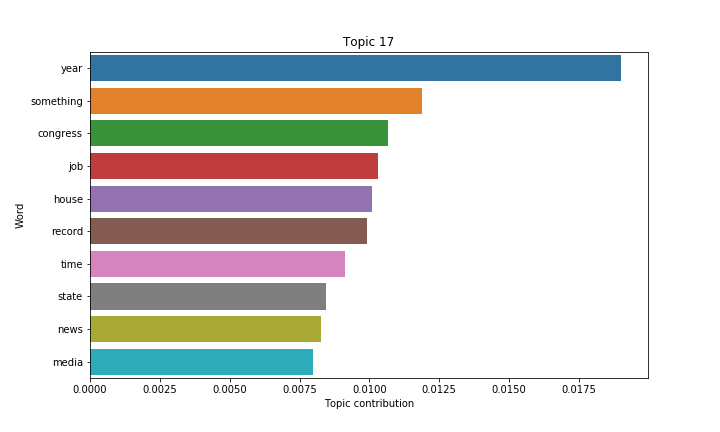 Topic 17
Word
year
something
congress
job
house
record
time
state
news
media
0.0000 0.0025 0.0050 0.0075 0.0100 0.0125 0.0150 0.0175
Topic contribution